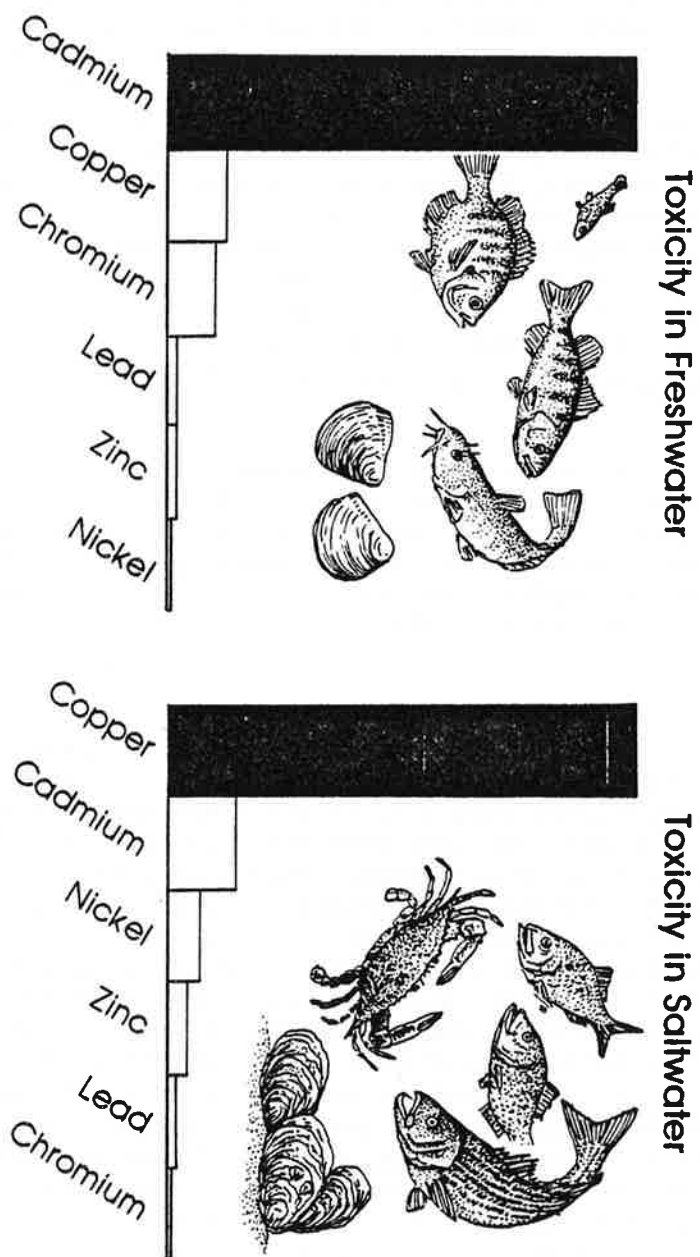 Toxicity in Freshwater
Cadmium
Copper
Chromium
Lead
Zinc
Nickel
Toxicity in Saltwater
Copper
Cadmium
Nickel
Zinc
Lead
Chromium